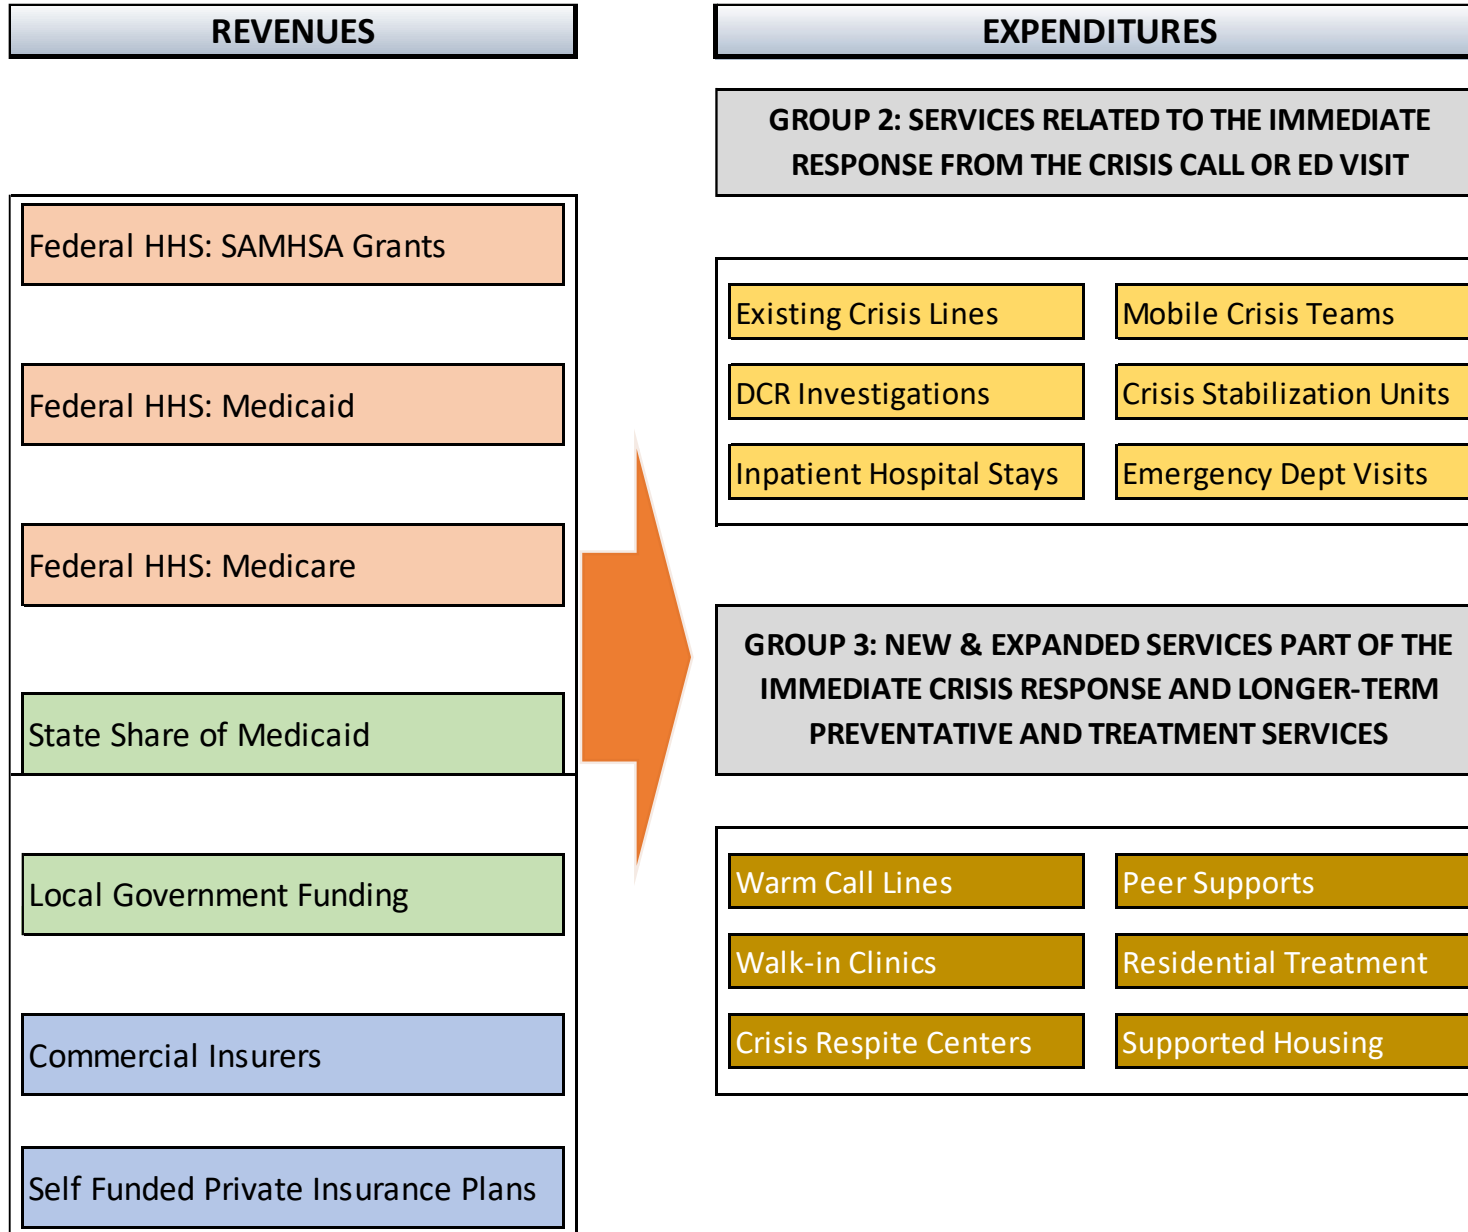 REVENUES
Federal HHS: SAMHSA Grants
Federal HHS: Medicaid
Federal HHS: Medicare
State Share of Medicaid
Local Government Funding
Commercial Insurers
Self Funded Private Insurance Plans
EXPENDITURES
GROUP 2: SERVICES RELATED TO THE IMMEDIATE
RESPONSE FROM THE CRISIS CALL OR ED VISIT
Existing Crisis Lines
Mobile Crisis Teams
DCR Investigations
Crisis Stabilization Units
Inpatient Hospital Stays
Emergency Dept Visits
GROUP 3: NEW & EXPANDED SERVICES PART OF THE
IMMEDIATE CRISIS RESPONSE AND LONGER-TERM
PREVENTATIVE AND TREATMENT SERVICES
Warm Call Lines
Peer Supports
Walk-in Clinics
Residential Treatment
Crisis Respite Centers
Supported Housing